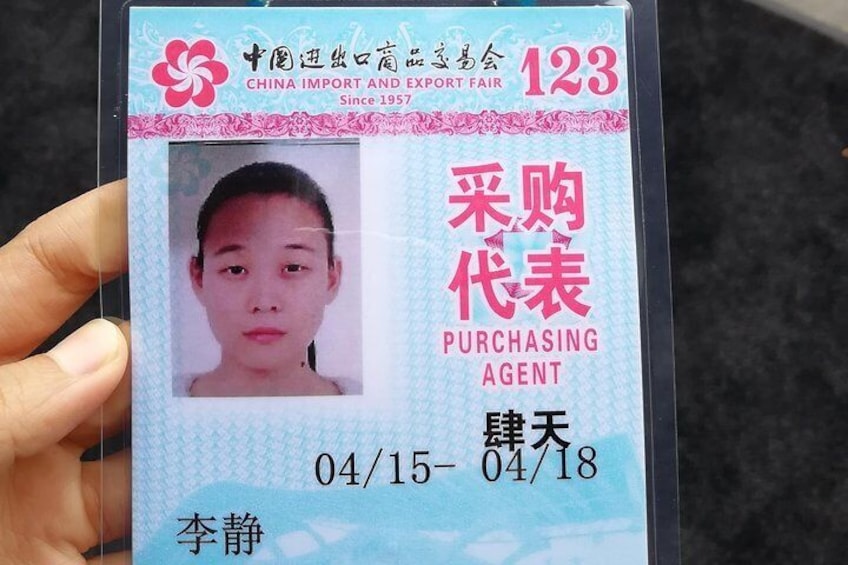 中国进出口商品交易会
CHINA IMPORT AND EXPORT FAIR
Since 1957
123
采购
代表
PURCHASING
AGENT
肆天
04/15- 04/18
李静